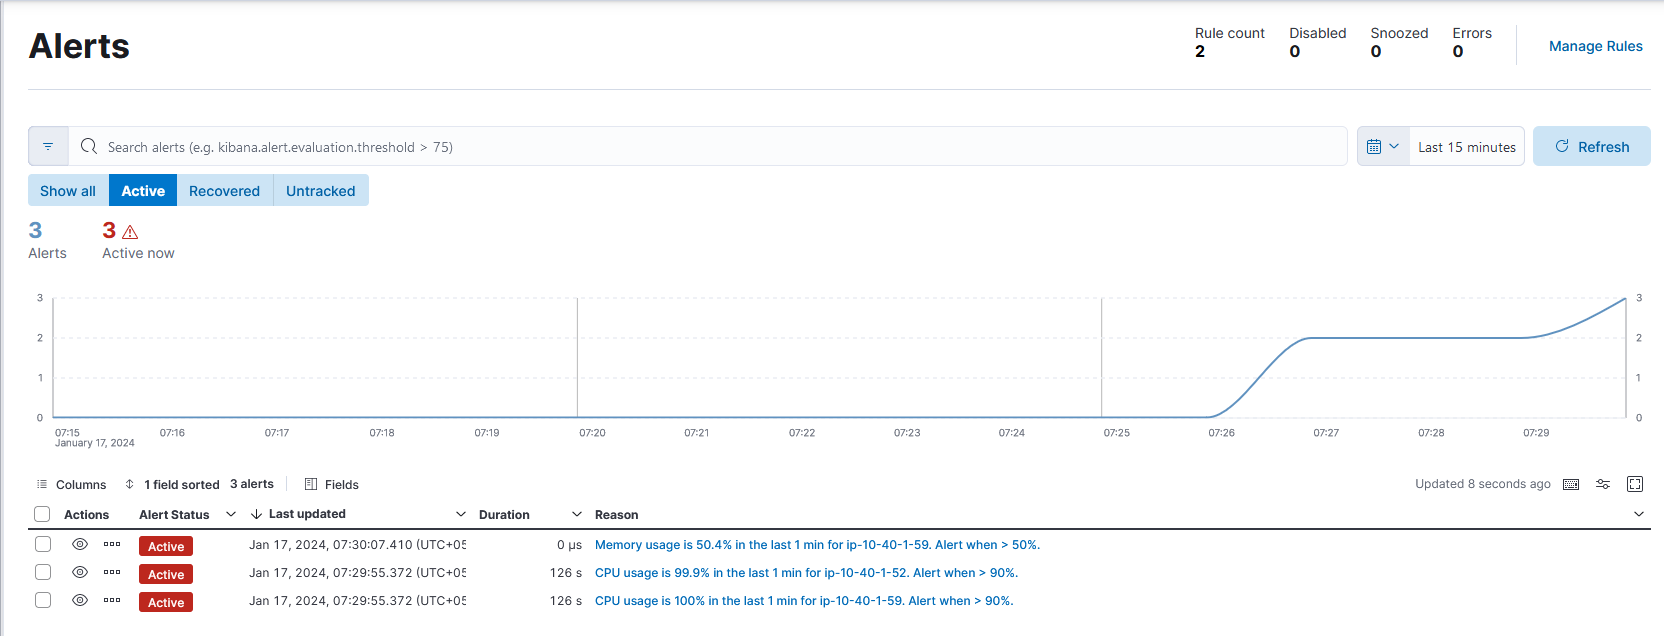 Alerts
Rule count Disabled Snoozed Errors
2 0 0 0
Manage Rules
Search alerts (e.g. kibana.alert.evaluation.threshold > 75)
Last 15 minutes
Refresh
Show all Active Recovered Untracked
3 3
Alerts Active now
3 3
2 2
1 1
0 0
07:15 07:16 07:17 07:18 07:19 07:20 07:21 07:22 07:23 07:24 07:25 07:26 07:27 07:28 07:29
January 17, 2024
Columns 1 field sorted 3 alerts Fields Updated 8 seconds ago
Actions Alert Status Last updated Duration Reason
Active Jan 17, 2024, 07:30:07.410 (UTC+05 0 μs Memory usage is 50.4% in the last 1 min for ip-10-40-1-59. Alert when > 50%.
Active Jan 17, 2024, 07:29:55.372 (UTC+05 126 s CPU usage is 99.9% in the last 1 min for ip-10-40-1-52. Alert when > 90%.
Active Jan 17, 2024, 07:29:55.372 (UTC+05 126 s CPU usage is 100% in the last 1 min for ip-10-40-1-59. Alert when > 90%.